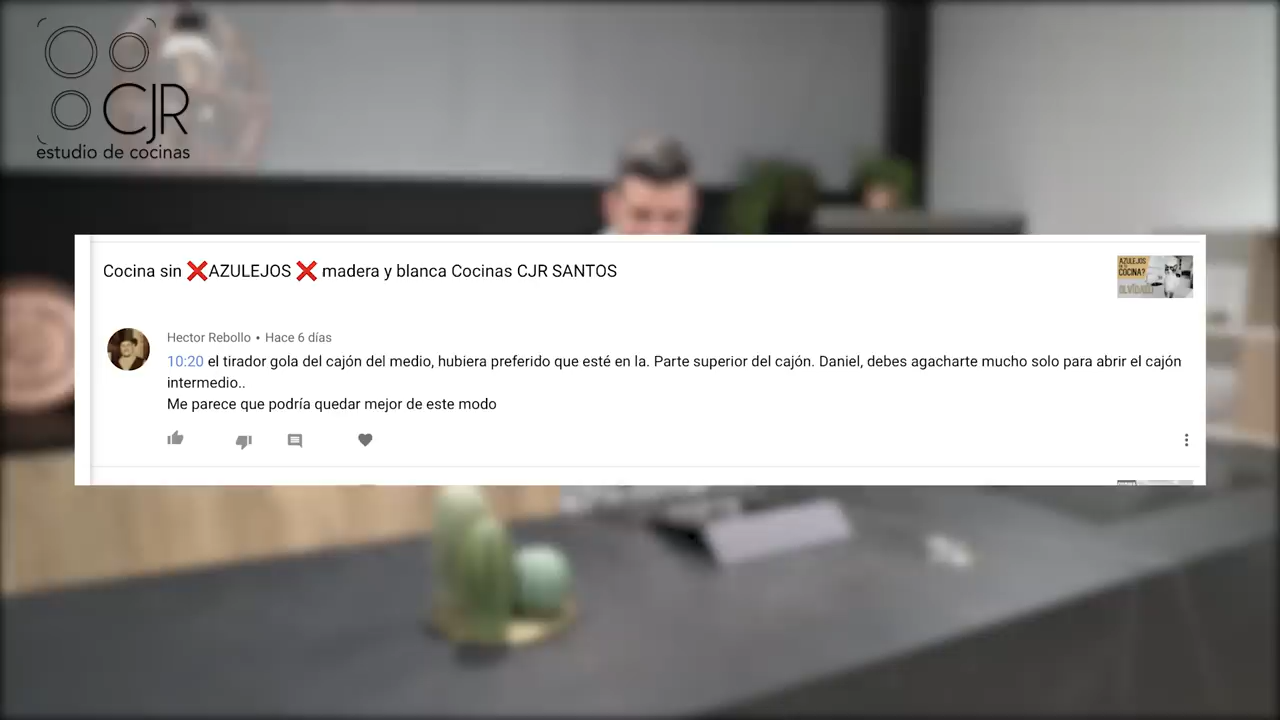 CJR
estudio de cocinas
Cocina sin ❌AZULEJOS ❌ madera y blanca Cocinas CJR SANTOS
AZULEJOS
COCINA?
Hector Rebollo • Hace 6 días
10:20 el tirador gola del cajón del medio, hubiera preferido que esté en la. Parte superior del cajón. Daniel, debes agacharte mucho solo para abrir el cajón
intermedio..
Me parece que podría quedar mejor de este modo